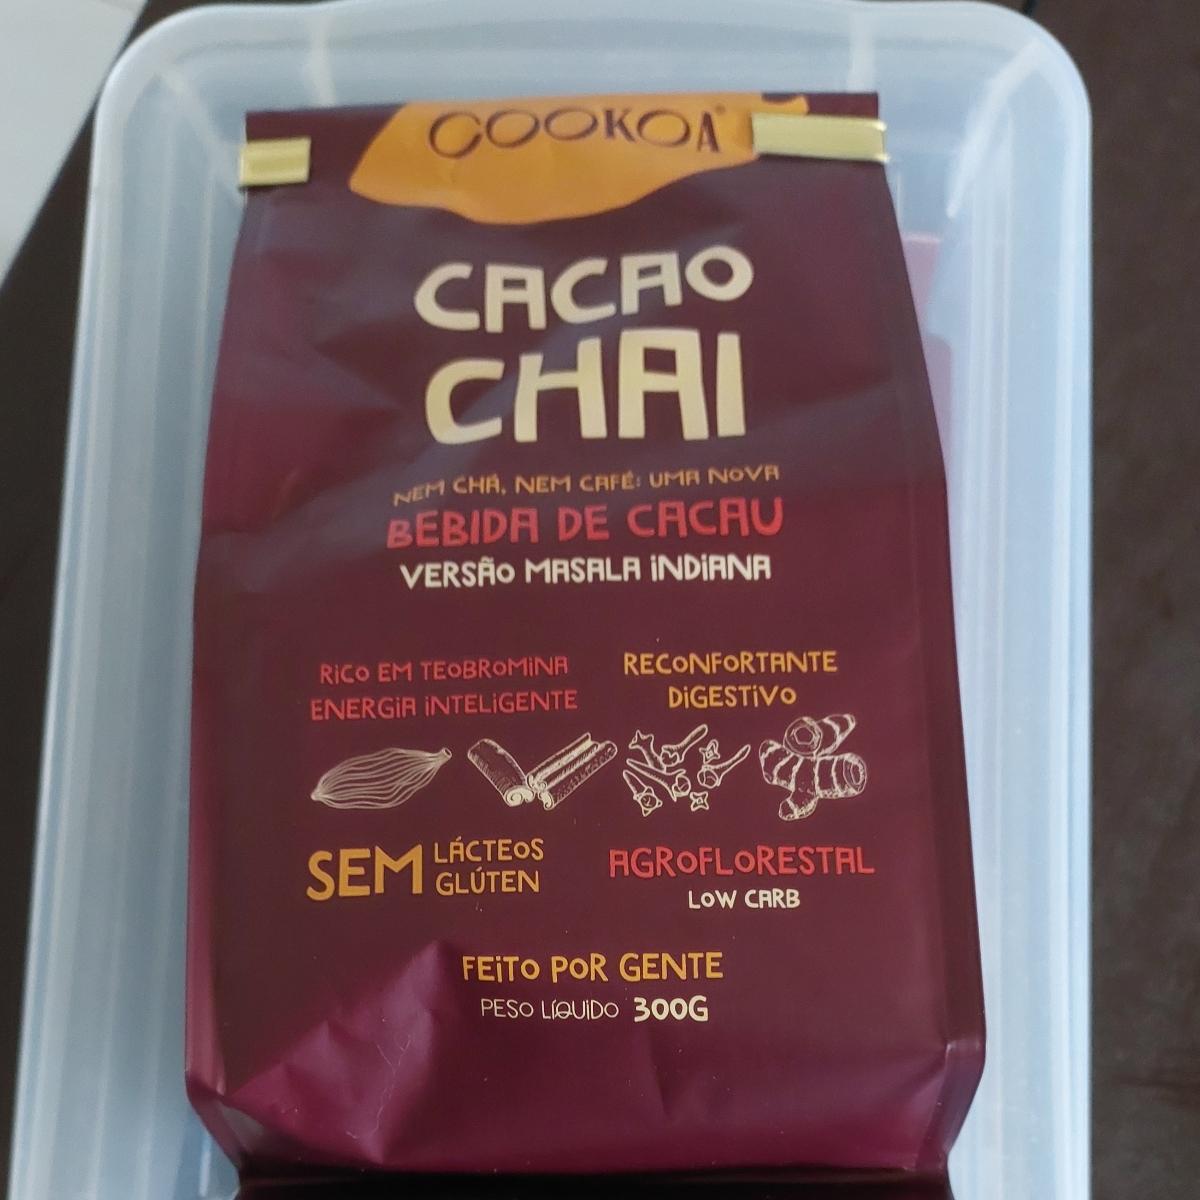 COOKOA®
CACAO
CHAI
NEM CHÁ, NEM CAFÉ: UMA NOVA
BEBIDA DE CACAU
VERSÃO MASALA INDIANA
RICO EM TEOBROMINA
ENERGIA INTELIGENTE
RECONFORTANTE
DIGESTIVO
SEM LÁCTEOS
GLÚTEN
AGROFLORESTAL
LOW CARB
FEITO POR GENTE
PESO LÍQUIDO 300G